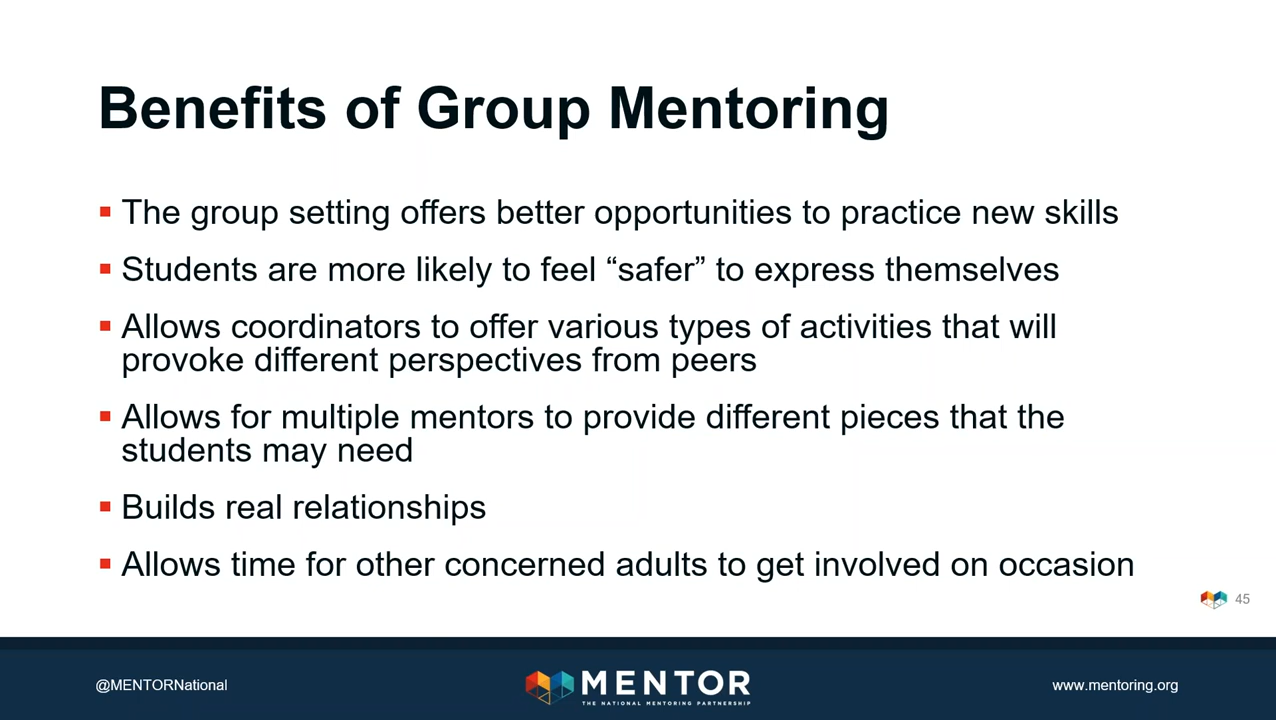 Benefits of Group Mentoring
The group setting offers better opportunities to practice new skills
Students are more likely to feel “safer” to express themselves
Allows coordinators to offer various types of activities that will
provoke different perspectives from peers
Allows for multiple mentors to provide different pieces that the
students may need
Builds real relationships
Allows time for other concerned adults to get involved on occasion
45
@MENTORNational
MENTOR
THE NATIONAL MENTORING PARTNERSHIP
www.mentoring.org